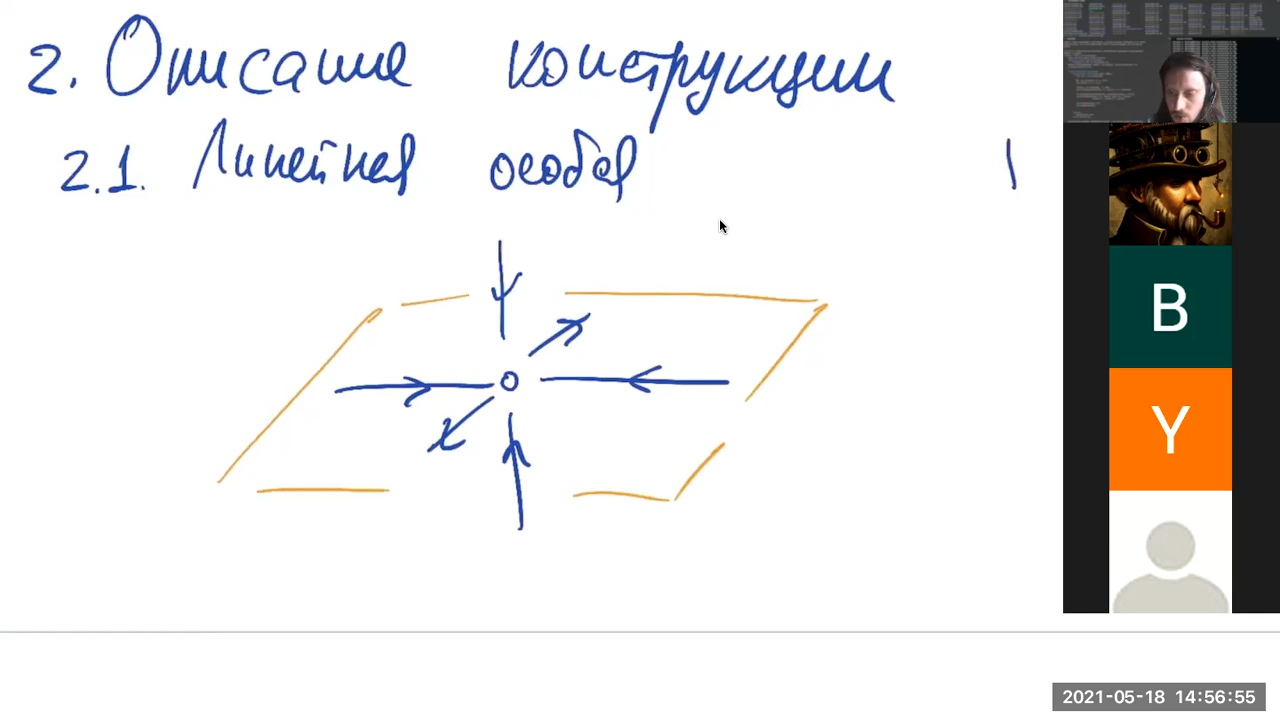 2. Описание конструкции
2.1. Линейная особая
B
Y
2021-05-18 14:56:55